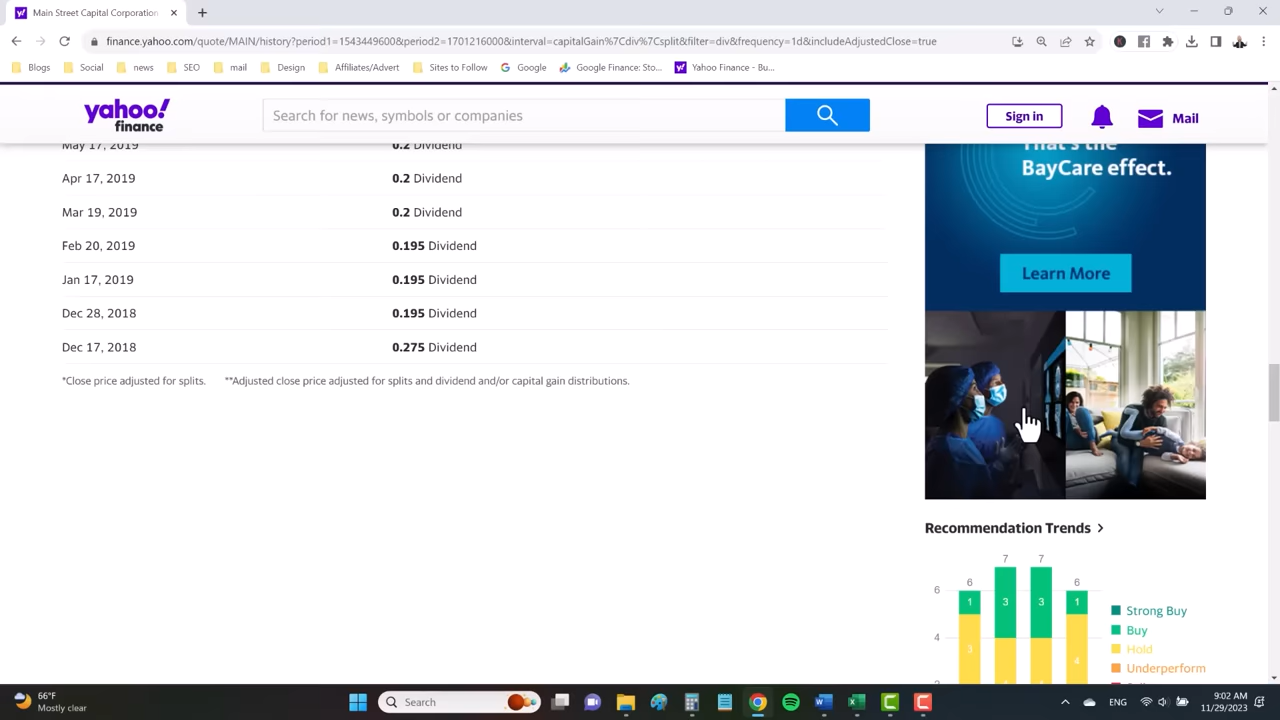 Main Street Capital Corporation
finance.yahoo.com/quote/MAIN/history?period1=1543449600&period2=1701216000&interval=capitalGain%7Cdiv%7Csplit&filter=div&frequency=1d&includeAdjustedClose=true
Blogs Social news SEO mail Design Affiliates/Advert Sites to Follow Google Google Finance: Sto... Yahoo Finance - Bu...
yahoo!
finance
Search for news, symbols or companies
Sign in
Mail
May 17, 2019 0.2 Dividend
Apr 17, 2019 0.2 Dividend
Mar 19, 2019 0.2 Dividend
Feb 20, 2019 0.195 Dividend
Jan 17, 2019 0.195 Dividend
Dec 28, 2018 0.195 Dividend
Dec 17, 2018 0.275 Dividend
*Close price adjusted for splits. **Adjusted close price adjusted for splits and dividend and/or capital gain distributions.
That's the
BayCare effect.
Learn More
Recommendation Trends >
7 7
6 6
6
1 3 3 1
Strong Buy
Buy
4
3 4
Hold
Underperform
66°F
Mostly clear
Search
ENG
9:02 AM
11/29/2023